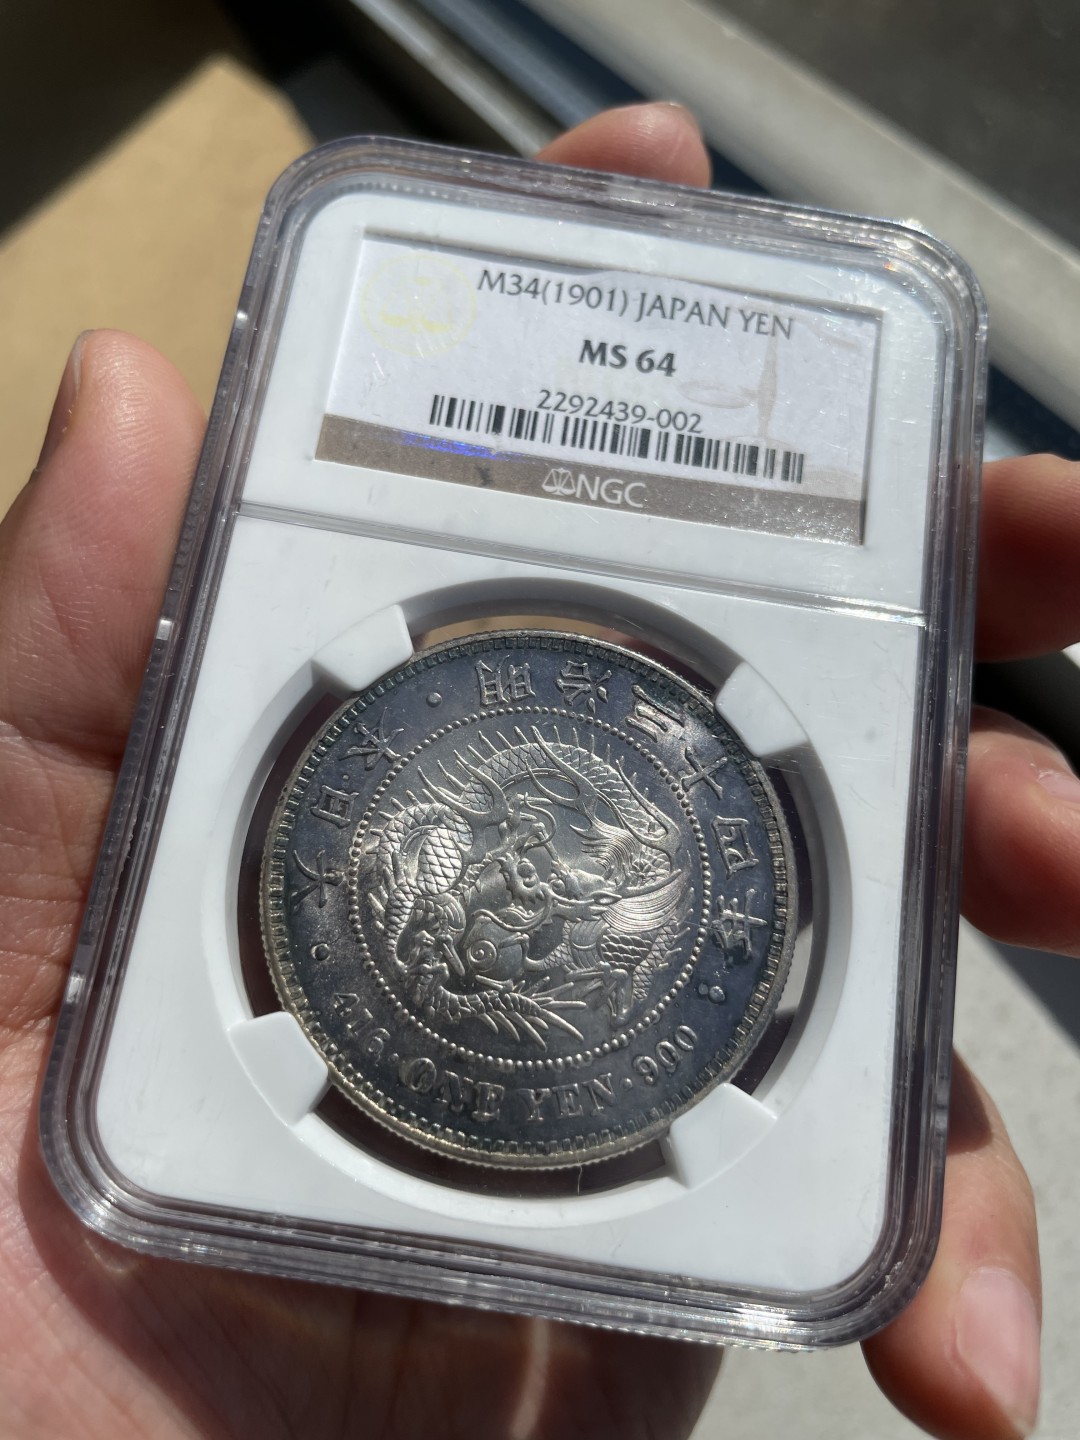 M34(1901) JAPAN YEN
MS 64
2292439-002
NGC
大日本・明治三十四年
416・ONE YEN・900